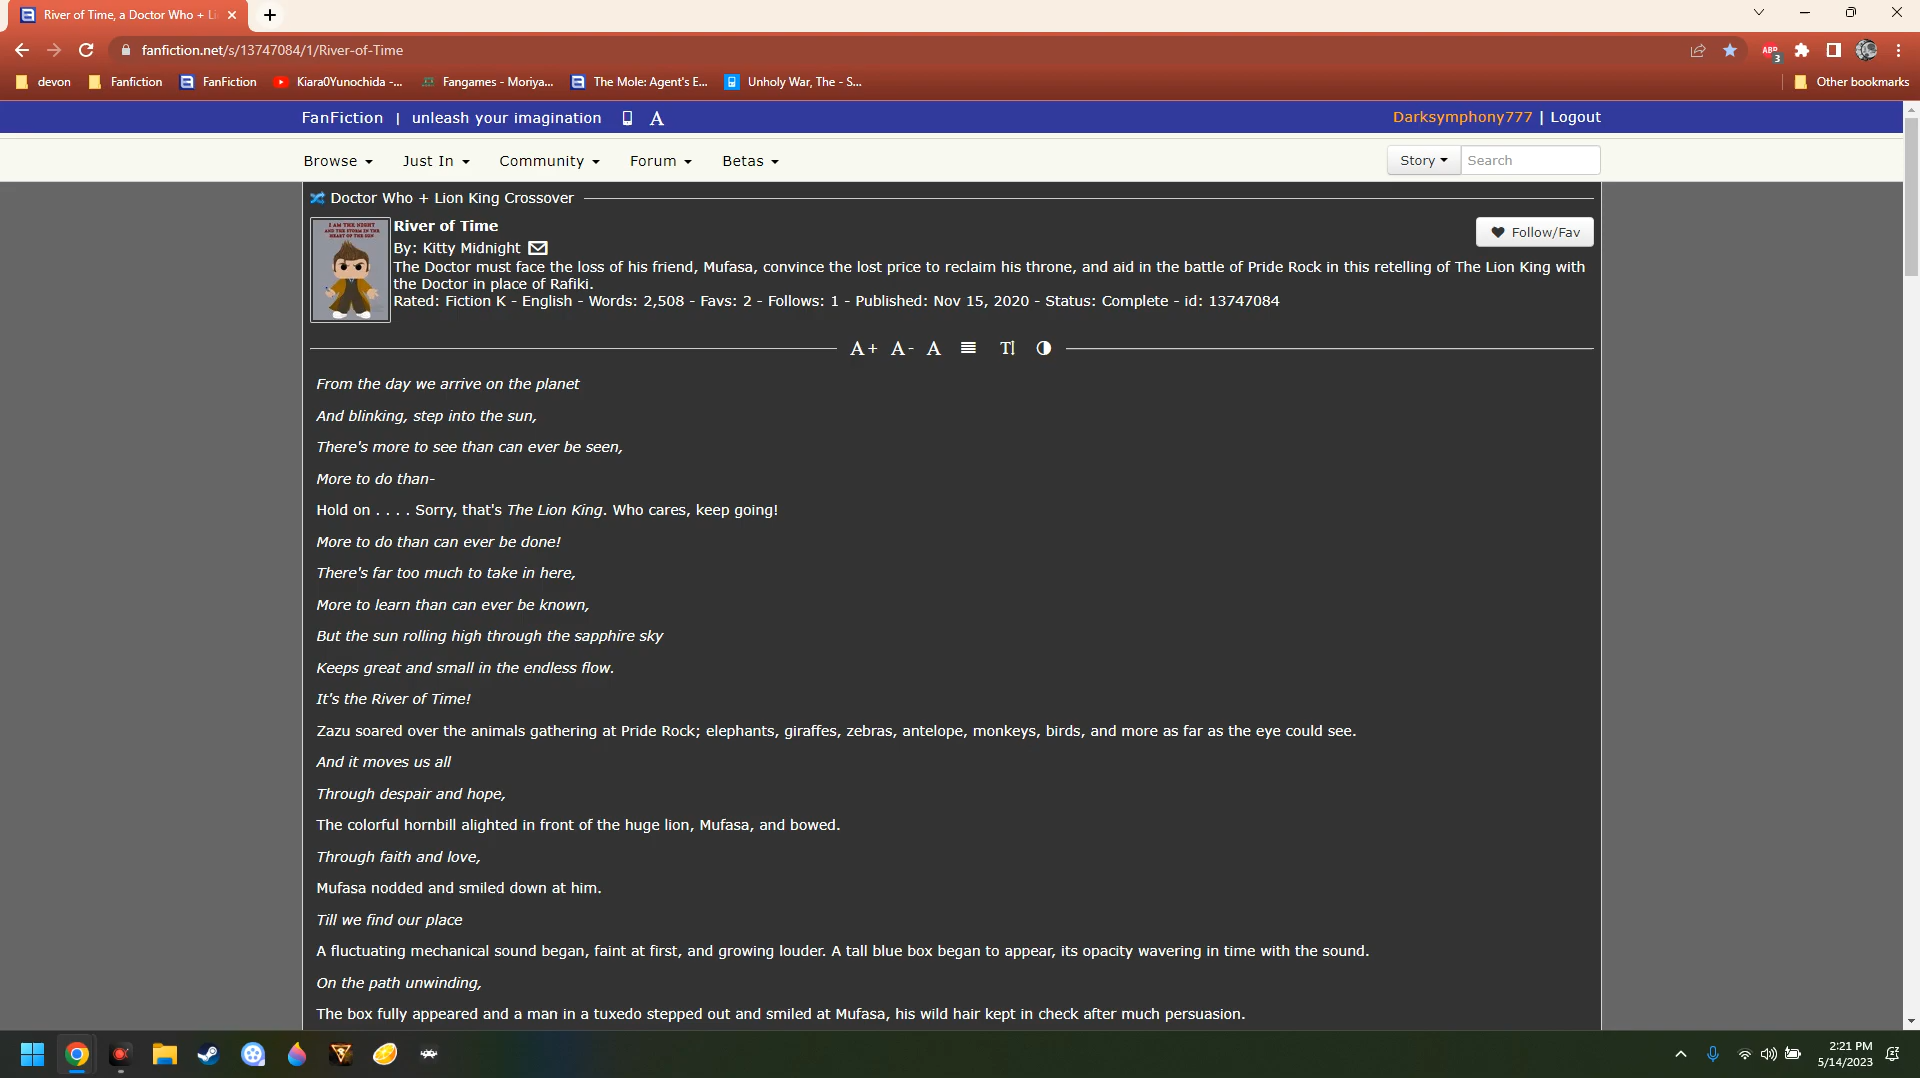 River of Time, a Doctor Who + Li
fanfiction.net/s/13747084/1/River-of-Time
ABP
3
devon
Fanfiction
FanFiction
Kiara0Yunochida -...
Fangames - Moriya...
The Mole: Agent's E...
Unholy War, The - S...
Other bookmarks
FanFiction | unleash your imagination A
Darksymphony777 | Logout
Browse Just In Community Forum Betas
Story Search
Doctor Who + Lion King Crossover
I AM THE NIGHT
AND THE STORM IN THE
HEART OF THE SUN
River of Time
Follow/Fav
By: Kitty Midnight
The Doctor must face the loss of his friend, Mufasa, convince the lost price to reclaim his throne, and aid in the battle of Pride Rock in this retelling of The Lion King with
the Doctor in place of Rafiki.
Rated: Fiction K - English - Words: 2,508 - Favs: 2 - Follows: 1 - Published: Nov 15, 2020 - Status: Complete - id: 13747084
A+ A- A T
From the day we arrive on the planet
And blinking, step into the sun,
There's more to see than can ever be seen,
More to do than-
Hold on . . . . Sorry, that's The Lion King. Who cares, keep going!
More to do than can ever be done!
There's far too much to take in here,
More to learn than can ever be known,
But the sun rolling high through the sapphire sky
Keeps great and small in the endless flow.
It's the River of Time!
Zazu soared over the animals gathering at Pride Rock; elephants, giraffes, zebras, antelope, monkeys, birds, and more as far as the eye could see.
And it moves us all
Through despair and hope,
The colorful hornbill alighted in front of the huge lion, Mufasa, and bowed.
Through faith and love,
Mufasa nodded and smiled down at him.
Till we find our place
A fluctuating mechanical sound began, faint at first, and growing louder. A tall blue box began to appear, its opacity wavering in time with the sound.
On the path unwinding,
The box fully appeared and a man in a tuxedo stepped out and smiled at Mufasa, his wild hair kept in check after much persuasion.
2:21 PM
5/14/2023